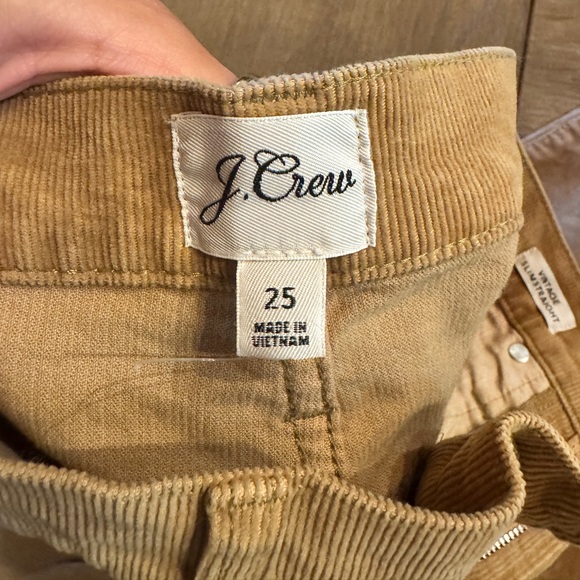 J.Crew
25
MADE IN
VIETNAM
VINTAGE
SLIM STRAIGHT